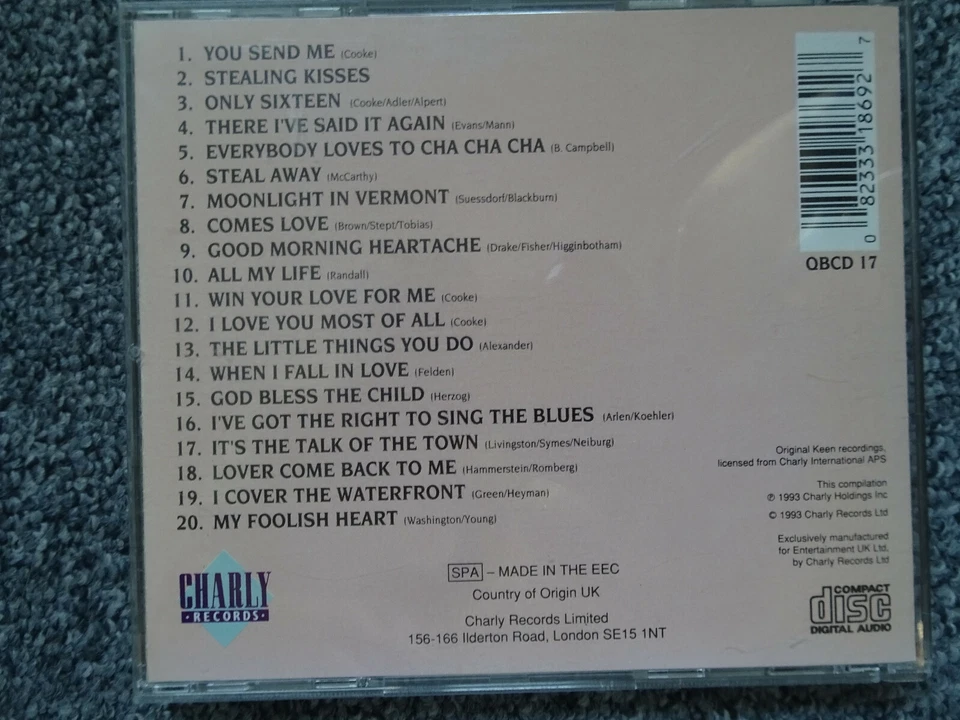 1. YOU SEND ME (Cooke)
2. STEALING KISSES
3. ONLY SIXTEEN (Cooke/Adler/Alpert)
4. THERE I'VE SAID IT AGAIN (Evans/Mann)
5. EVERYBODY LOVES TO CHA CHA CHA (B. Campbell)
6. STEAL AWAY (McCarthy)
7. MOONLIGHT IN VERMONT (Suessdorf/Blackburn)
8. COMES LOVE (Brown/Stept/Tobias)
9. GOOD MORNING HEARTACHE (Drake/Fisher/Higginbotham)
10. ALL MY LIFE (Randall)
11. WIN YOUR LOVE FOR ME (Cooke)
12. I LOVE YOU MOST OF ALL (Cooke)
13. THE LITTLE THINGS YOU DO (Alexander)
14. WHEN I FALL IN LOVE (Felden)
15. GOD BLESS THE CHILD (Herzog)
16. I'VE GOT THE RIGHT TO SING THE BLUES (Arlen/Koehler)
17. IT'S THE TALK OF THE TOWN (Livingston/Symes/Neiburg)
18. LOVER COME BACK TO ME (Hammerstein/Romberg)
19. I COVER THE WATERFRONT (Green/Heyman)
20. MY FOOLISH HEART (Washington/Young)
0 82333 18692 7
QBCD 17
Original Keen recordings,
licensed from Charly International APS
This compilation
℗ 1993 Charly Holdings Inc
© 1993 Charly Records Ltd
Exclusively manufactured
for Entertainment UK Ltd,
by Charly Records Ltd
CHARLY
· RECORDS ·
SPA – MADE IN THE EEC
Country of Origin UK
Charly Records Limited
156-166 Ilderton Road, London SE15 1NT
COMPACT
disc
DIGITAL AUDIO